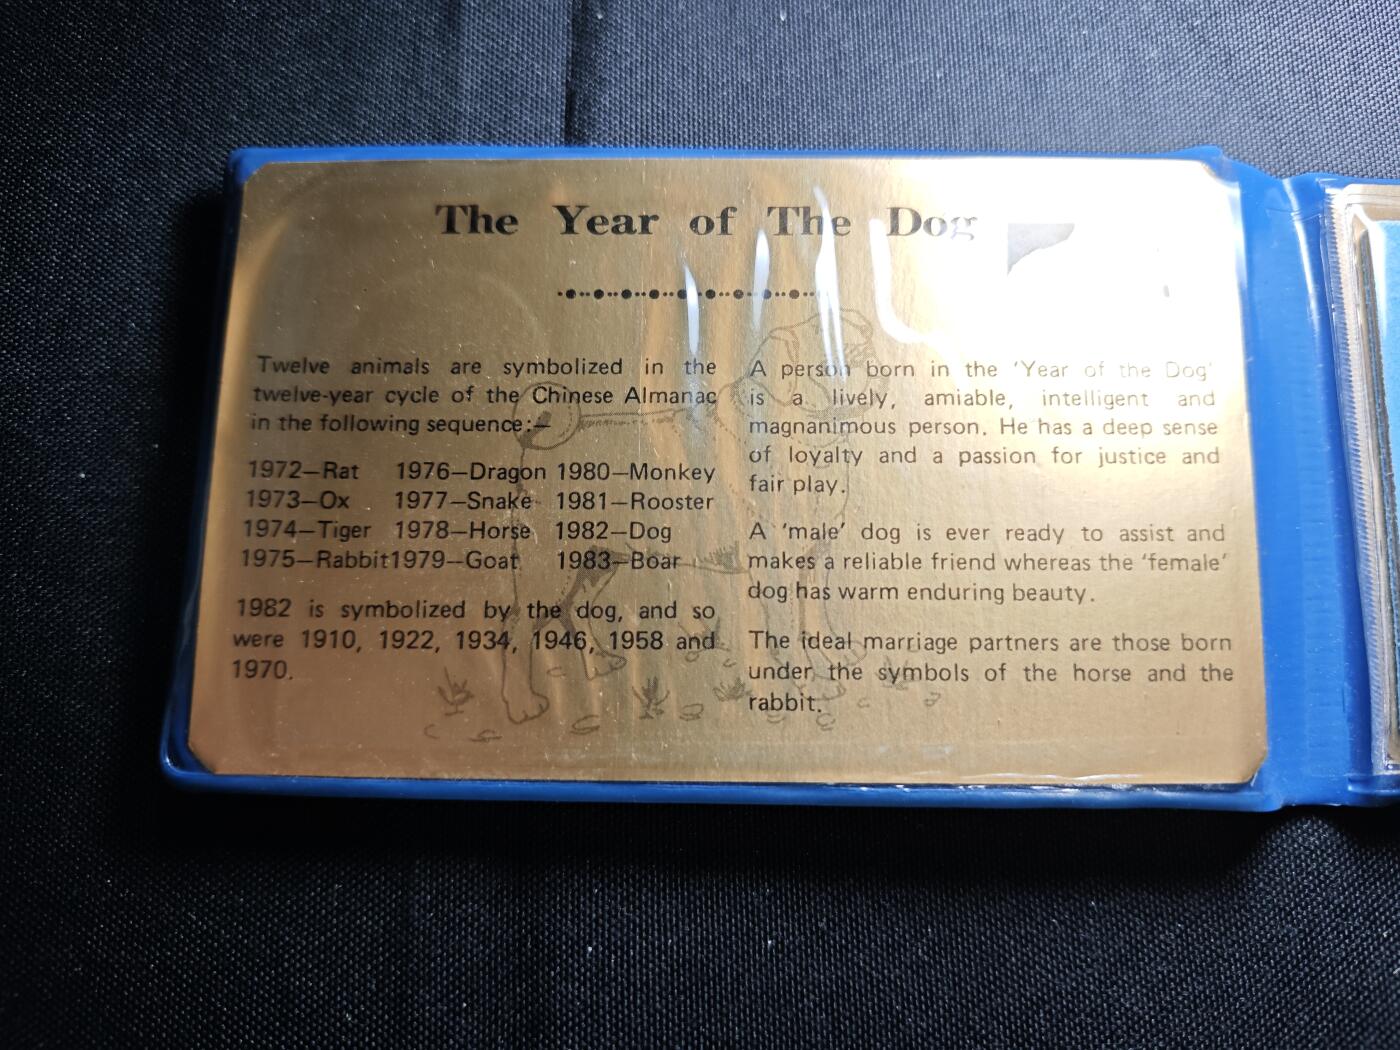 The Year of The Dog
Twelve animals are symbolized in the
twelve-year cycle of the Chinese Almanac
in the following sequence:—
1972—Rat 1976—Dragon 1980—Monkey
1973—Ox 1977—Snake 1981—Rooster
1974—Tiger 1978—Horse 1982—Dog
1975—Rabbit 1979—Goat 1983—Boar
1982 is symbolized by the dog, and so
were 1910, 1922, 1934, 1946, 1958 and
1970.
A person born in the 'Year of the Dog'
is a lively, amiable, intelligent and
magnanimous person. He has a deep sense
of loyalty and a passion for justice and
fair play.
A 'male' dog is ever ready to assist and
makes a reliable friend whereas the 'female'
dog has warm enduring beauty.
The ideal marriage partners are those born
under the symbols of the horse and the
rabbit.